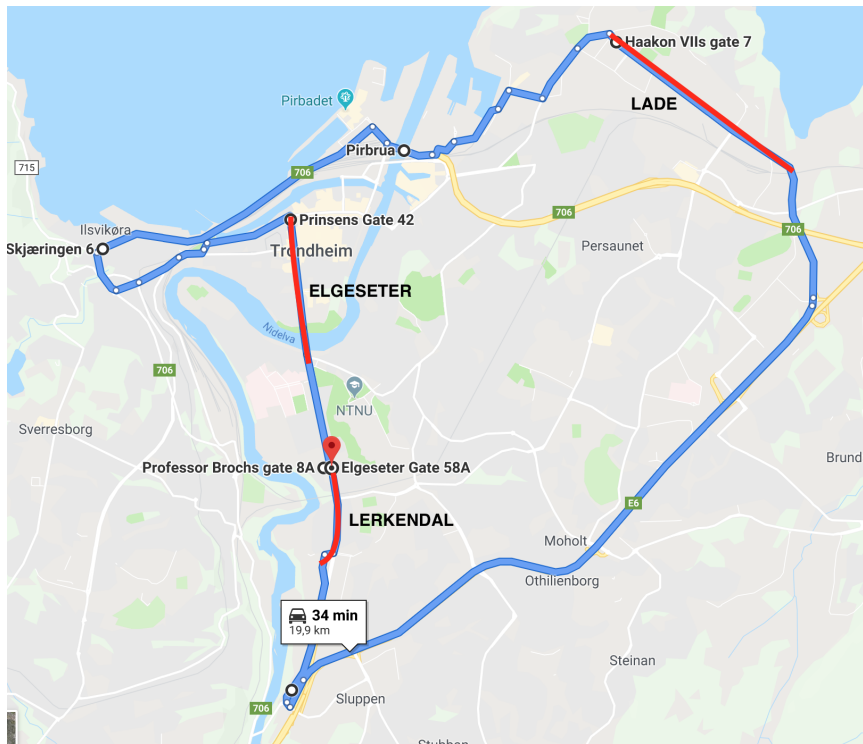 Haakon VIIs gate 7
Pirbadet
LADE
Pirbrua
715
706
706
Prinsens Gate 42
Ilsvikøra
706
Skjæringen 6
Trondheim
Persaunet
ELGESETER
Nidelva
706
NTNU
Sverresborg
Professor Brochs gate 8A
Elgeseter Gate 58A
Brund
E6
LERKENDAL
Moholt
Othilienborg
34 min
19,9 km
Steinan
Sluppen
706
Stubban